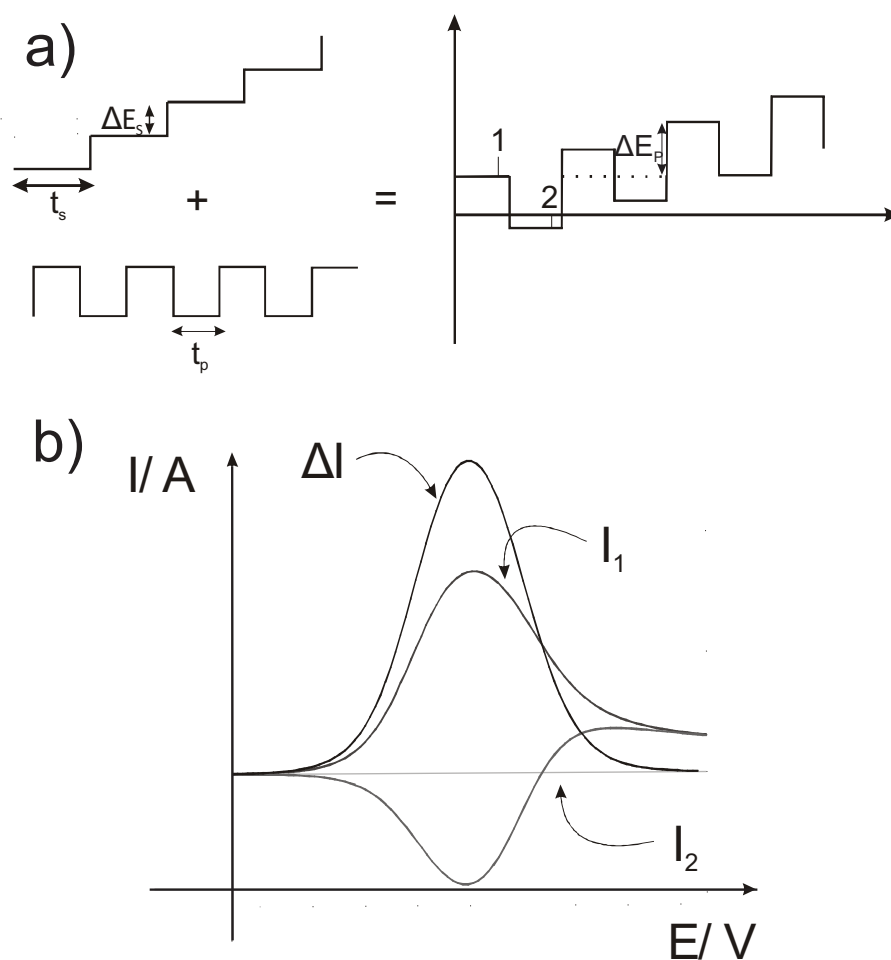 a)
ΔEs
ts
+
=
1
2
ΔEP
tp
b)
I/ A
ΔI
I1
I2
E/ V